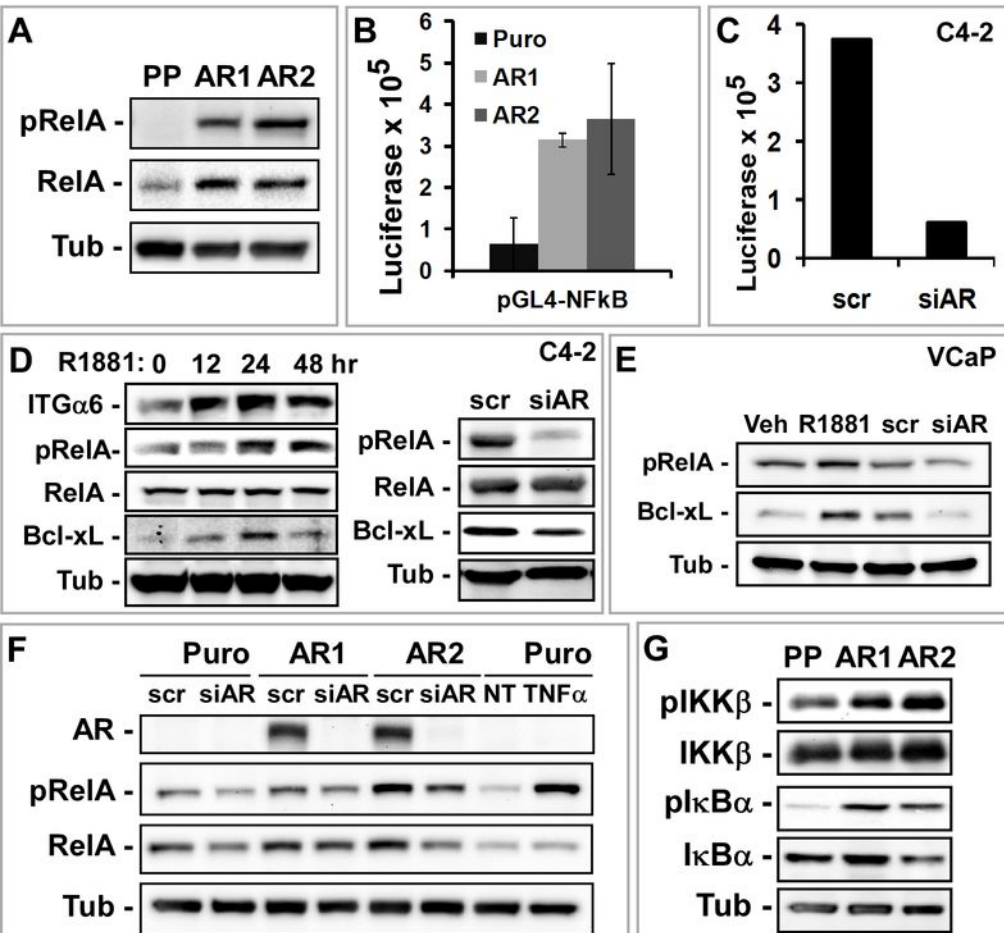 A
PP AR1 AR2
pRelA -
RelA -
Tub -
B
Luciferase x 10⁵
6
5
4
3
2
1
0
Puro
AR1
AR2
pGL4-NFkB
C
C4-2
Luciferase x 10⁵
4
3
2
1
0
scr siAR
D
R1881: 0 12 24 48 hr
ITGα6 -
pRelA-
RelA -
Bcl-xL -
Tub -
C4-2
scr siAR
pRelA -
RelA -
Bcl-xL -
Tub -
E
VCaP
Veh R1881 scr siAR
pRelA -
Bcl-xL -
Tub -
F
Puro AR1 AR2 Puro
scr siAR scr siAR scr siAR NT TNFα
AR -
pRelA -
RelA -
Tub -
G
PP AR1 AR2
pIKKβ -
IKKβ -
pIκBα -
IκBα -
Tub -